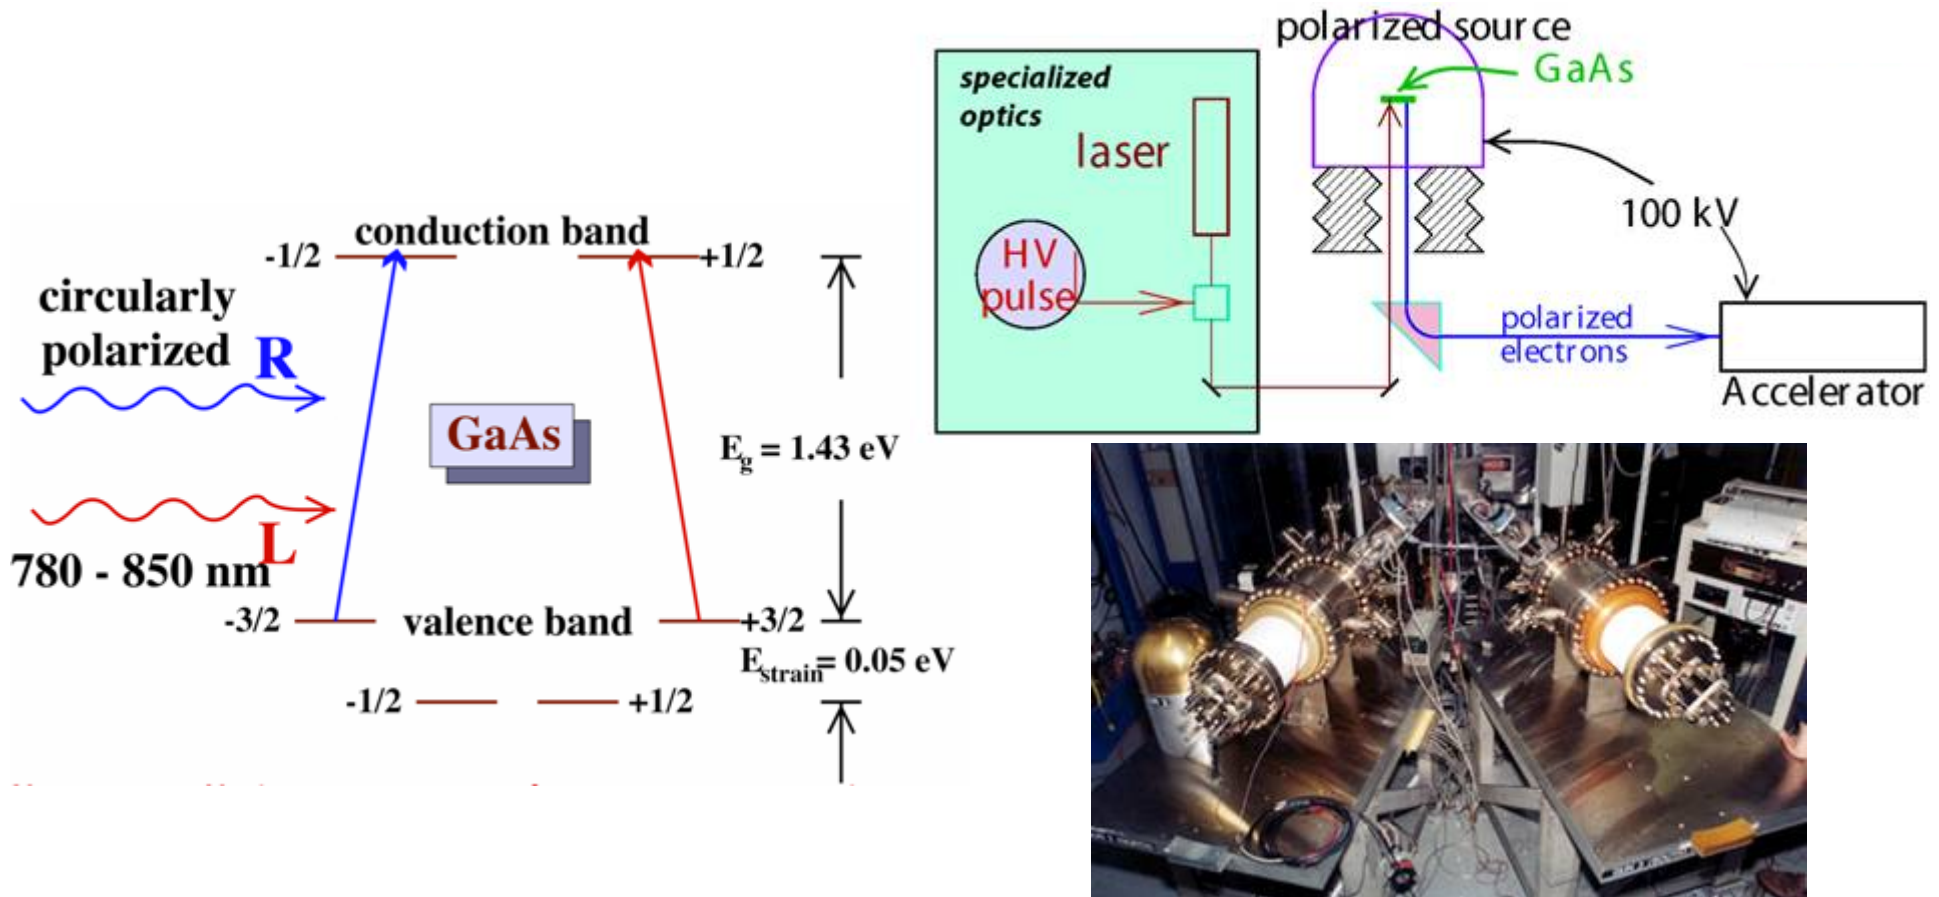 conduction band
-1/2
+1/2
circularly
polarized
R
GaAs
E_g = 1.43 eV
L
780 - 850 nm
-3/2
valence band
+3/2
E_strain = 0.05 eV
-1/2
+1/2
polarized source
GaAs
specialized
optics
laser
HV
pulse
100 kV
polarized
electrons
Accelerator